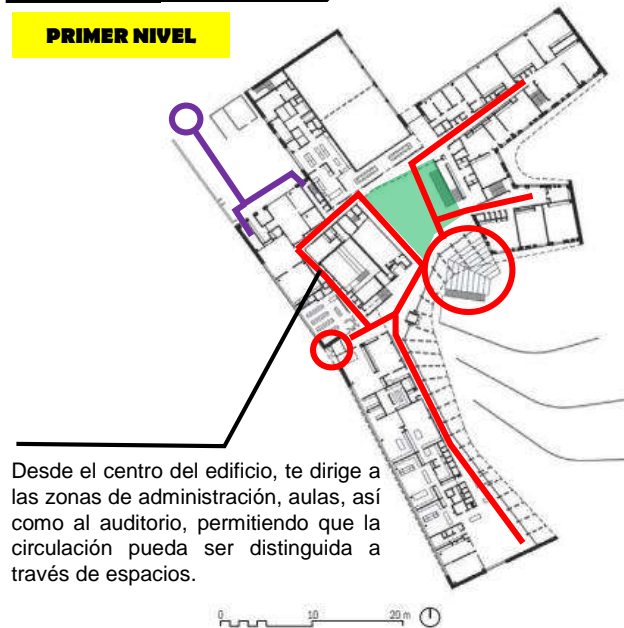 PRIMER NIVEL
Desde el centro del edificio, te dirige a
las zonas de administración, aulas, así
como al auditorio, permitiendo que la
circulación pueda ser distinguida a
través de espacios.
0 10 20 m